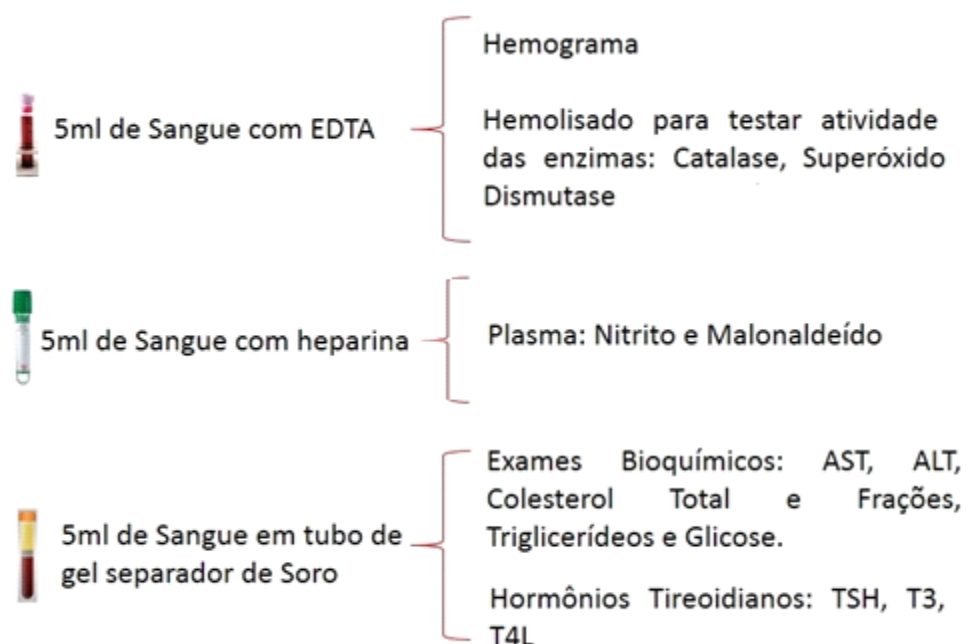 Hemograma
5ml de Sangue com EDTA
Hemolisado para testar atividade
das enzimas: Catalase, Superóxido
Dismutase
5ml de Sangue com heparina
Plasma: Nitrito e Malonaldeído
Exames Bioquímicos: AST, ALT,
Colesterol Total e Frações,
Triglicerídeos e Glicose.
5ml de Sangue em tubo de
gel separador de Soro
Hormônios Tireoidianos: TSH, T3,
T4L